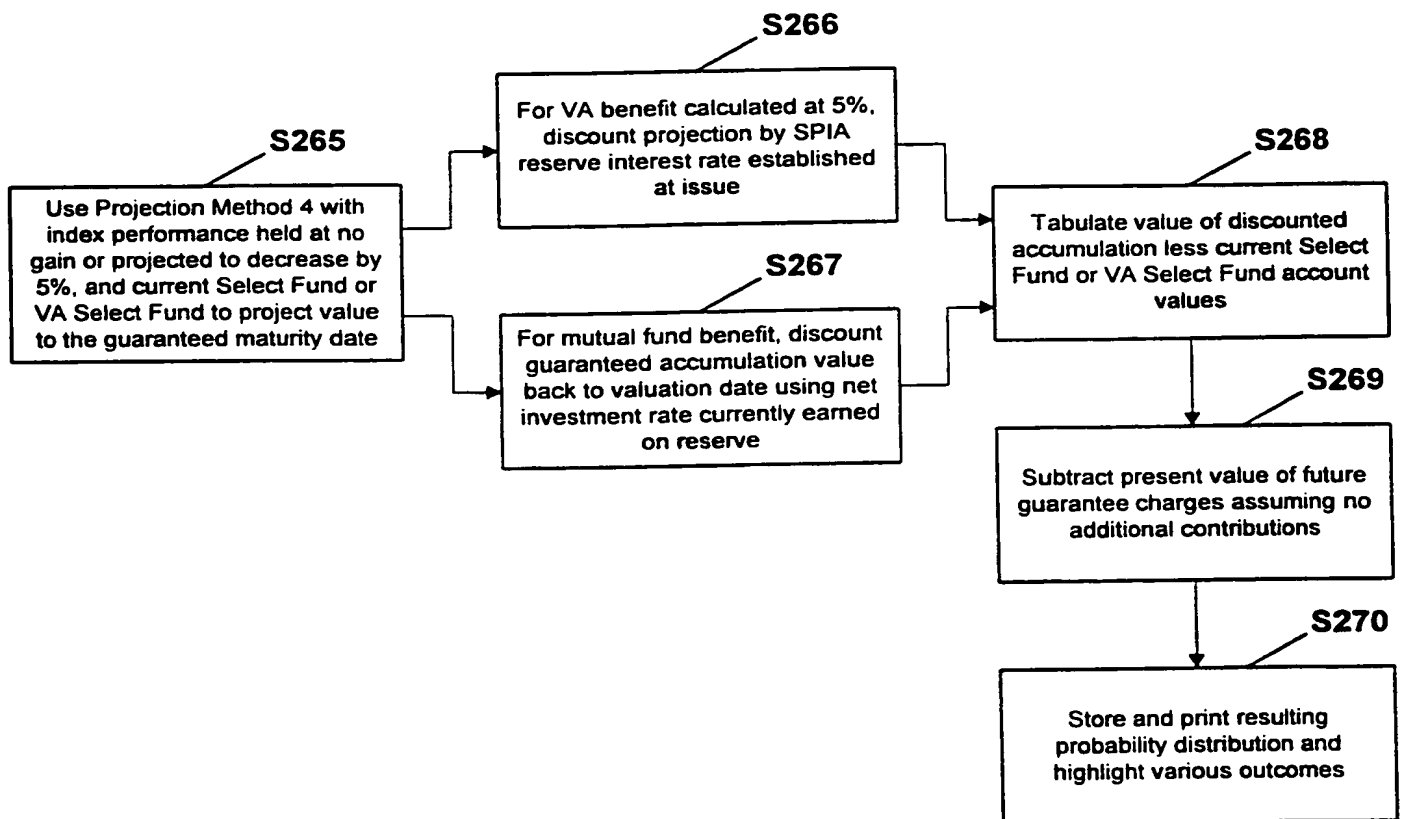 S265
Use Projection Method 4 with
index performance held at no
gain or projected to decrease by
5%, and current Select Fund or
VA Select Fund to project value
to the guaranteed maturity date
S266
For VA benefit calculated at 5%,
discount projection by SPIA
reserve interest rate established
at issue
S267
For mutual fund benefit, discount
guaranteed accumulation value
back to valuation date using net
investment rate currently earned
on reserve
S268
Tabulate value of discounted
accumulation less current Select
Fund or VA Select Fund account
values
S269
Subtract present value of future
guarantee charges assuming no
additional contributions
S270
Store and print resulting
probability distribution and
highlight various outcomes